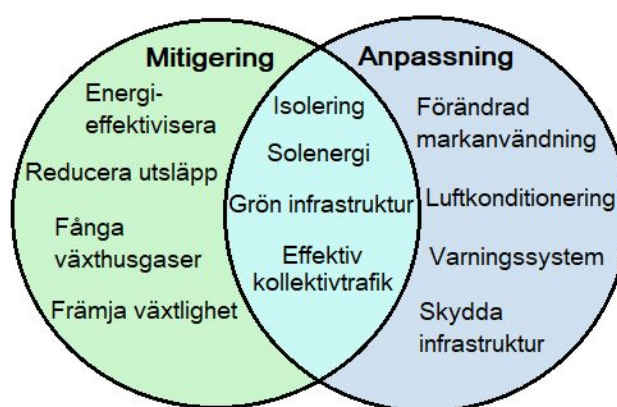 Mitigering
Energi-
effektivisera
Reducera utsläpp
Fånga
växthusgaser
Främja växtlighet
Isolering
Solenergi
Grön infrastruktur
Effektiv
kollektivtrafik
Anpassning
Förändrad
markanvändning
Luftkonditionering
Varningssystem
Skydda
infrastruktur